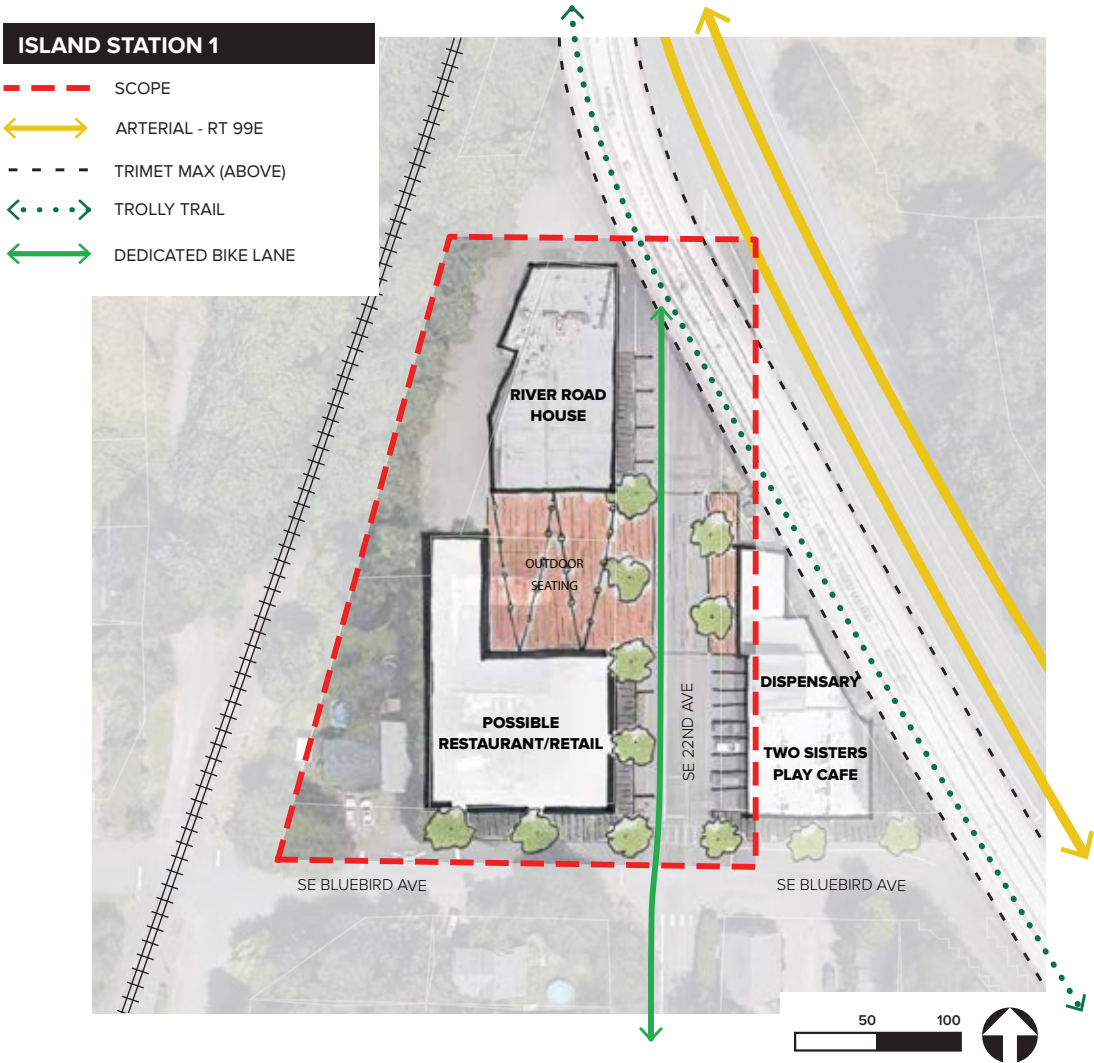 ISLAND STATION 1
SCOPE
ARTERIAL - RT 99E
TRIMET MAX (ABOVE)
TROLLY TRAIL
DEDICATED BIKE LANE
RIVER ROAD
HOUSE
OUTDOOR
SEATING
DISPENSARY
POSSIBLE
RESTAURANT/RETAIL
SE 22ND AVE
TWO SISTERS
PLAY CAFE
SE BLUEBIRD AVE
SE BLUEBIRD AVE
50
100